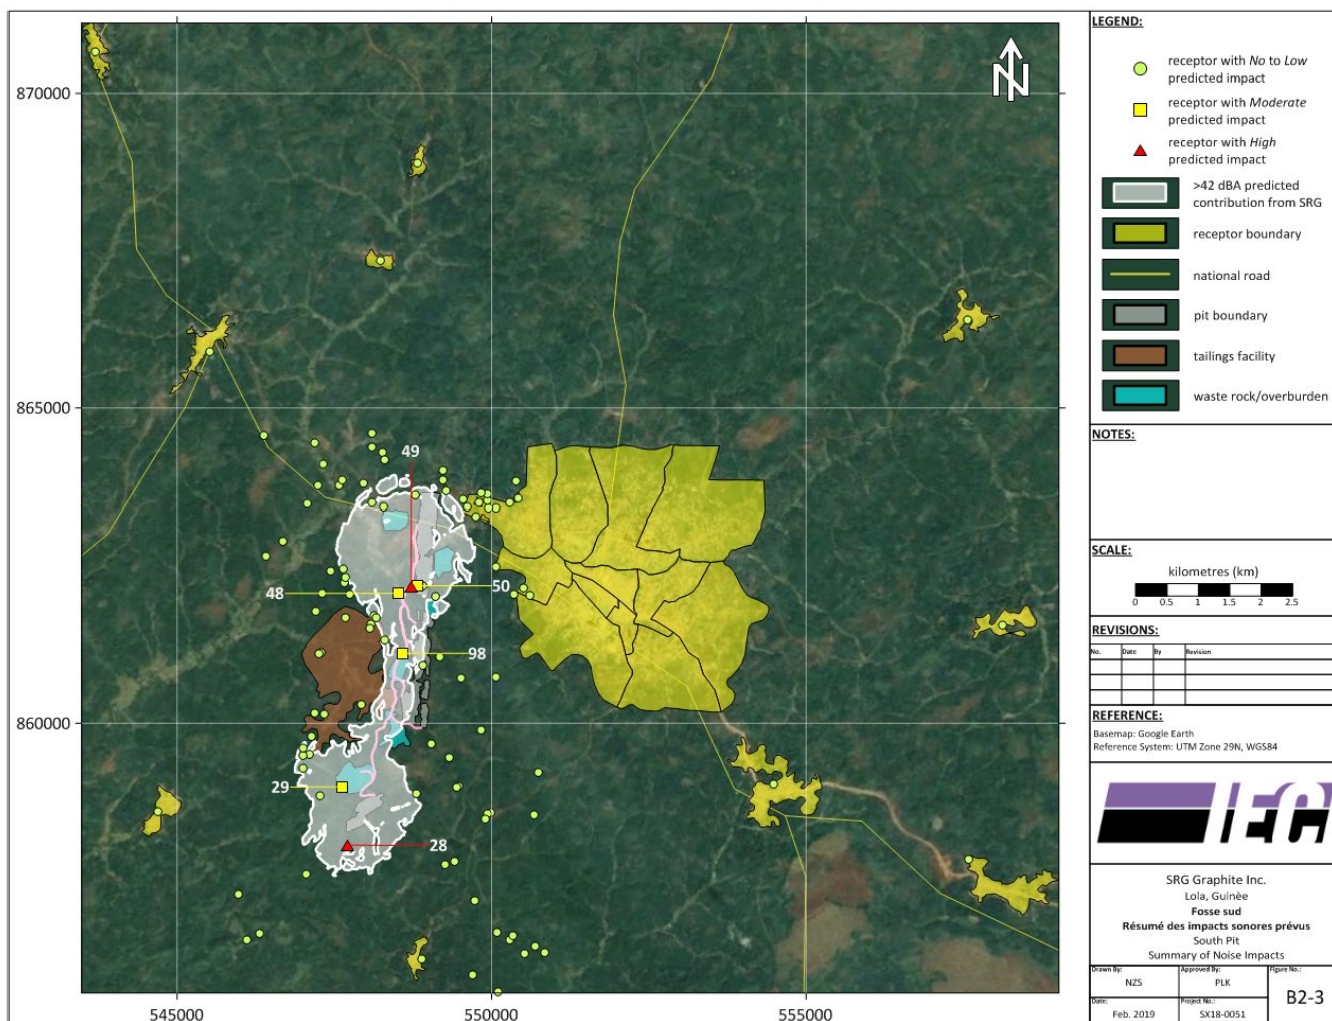 870000
865000
860000
545000
550000
555000
N
49
50
48
98
29
28
LEGEND:
receptor with No to Low
predicted impact
receptor with Moderate
predicted impact
receptor with High
predicted impact
>42 dBA predicted
contribution from SRG
receptor boundary
national road
pit boundary
tailings facility
waste rock/overburden
NOTES:
SCALE:
kilometres (km)
0 0.5 1 1.5 2 2.5
REVISIONS:
No. Date By Revision
REFERENCE:
Basemap: Google Earth
Reference System: UTM Zone 29N, WGS84
SRG Graphite Inc.
Lola, Guinèe
Fosse sud
Résumé des impacts sonores prévus
South Pit
Summary of Noise Impacts
Drawn By: Approved By: Figure No.:
NZS PLK B2-3
Date: Project No.:
Feb. 2019 SX18-0051